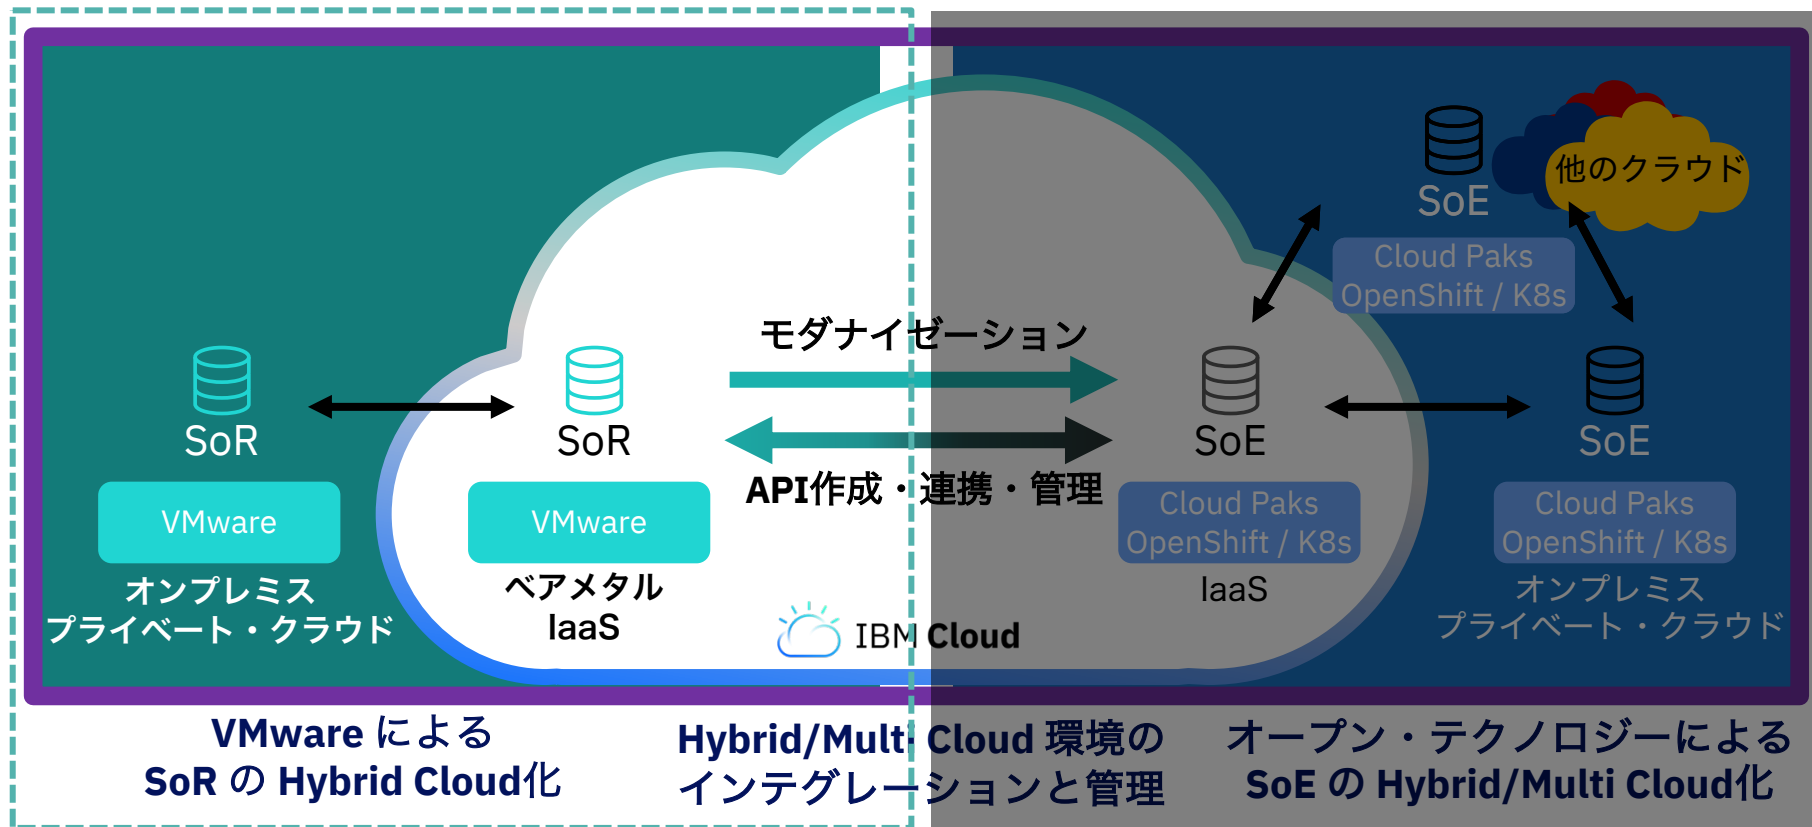 他のクラウド
SoE
Cloud Paks
OpenShift / K8s
モダナイゼーション
SoR
SoR
SoE
SoE
API作成・連携・管理
VMware
VMware
Cloud Paks
OpenShift / K8s
Cloud Paks
OpenShift / K8s
オンプレミス
プライベート・クラウド
ベアメタル
IaaS
IaaS
オンプレミス
プライベート・クラウド
IBM Cloud
VMware による
SoR の Hybrid Cloud化
Hybrid/Multi Cloud 環境の
インテグレーションと管理
オープン・テクノロジーによる
SoE の Hybrid/Multi Cloud化